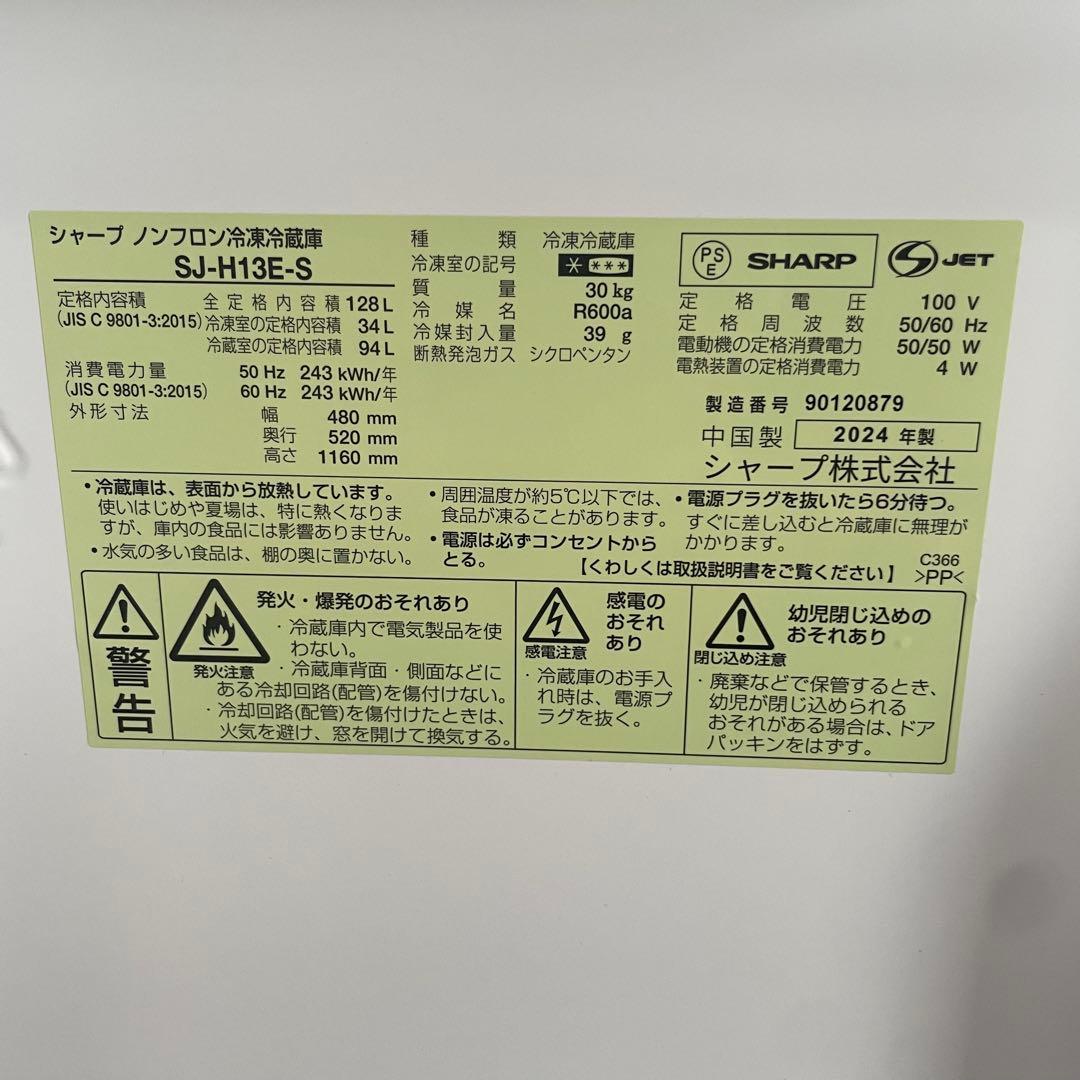 シャープ ノンフロン冷凍冷蔵庫
SJ-H13E-S
定格内容積
(JIS C 9801-3:2015)
全定格内容積 128 L
冷凍室の定格内容積 34 L
冷蔵室の定格内容積 94 L
消費電力量
(JIS C 9801-3:2015)
50 Hz 243 kWh/年
60 Hz 243 kWh/年
外形寸法
幅 480 mm
奥行 520 mm
高さ 1160 mm
種類 冷凍冷蔵庫
冷凍室の記号 * ***
質量 30 kg
冷媒名 R600a
冷媒封入量 39 g
断熱発泡ガス シクロペンタン
PSE SHARP
S JET
定格電圧 100 V
定格周波数 50/60 Hz
電動機の定格消費電力 50/50 W
電熱装置の定格消費電力 4 W
製造番号 90120879
中国製 2024 年製
シャープ株式会社
・冷蔵庫は、表面から放熱しています。
使いはじめや夏場は、特に熱くなりま
すが、庫内の食品には影響ありません。
・水気の多い食品は、棚の奥に置かない。
・周囲温度が約5℃以下では、
食品が凍ることがあります。
・電源は必ずコンセントから
とる。
・電源プラグを抜いたら6分待つ。
すぐに差し込むと冷蔵庫に無理が
かかります。
【くわしくは取扱説明書をご覧ください】
C366
>PP<
警告
発火注意
発火・爆発のおそれあり
・冷蔵庫内で電気製品を使
わない。
・冷蔵庫背面・側面などに
ある冷却回路(配管)を傷付けない。
・冷却回路(配管)を傷付けたときは、
火気を避け、窓を開けて換気する。
感電注意
感電の
おそれ
あり
・冷蔵庫のお手入
れ時は、電源プ
ラグを抜く。
閉じ込め注意
幼児閉じ込めの
おそれあり
・廃棄などで保管するとき、
幼児が閉じ込められる
おそれがある場合は、ドア
パッキンをはずす。